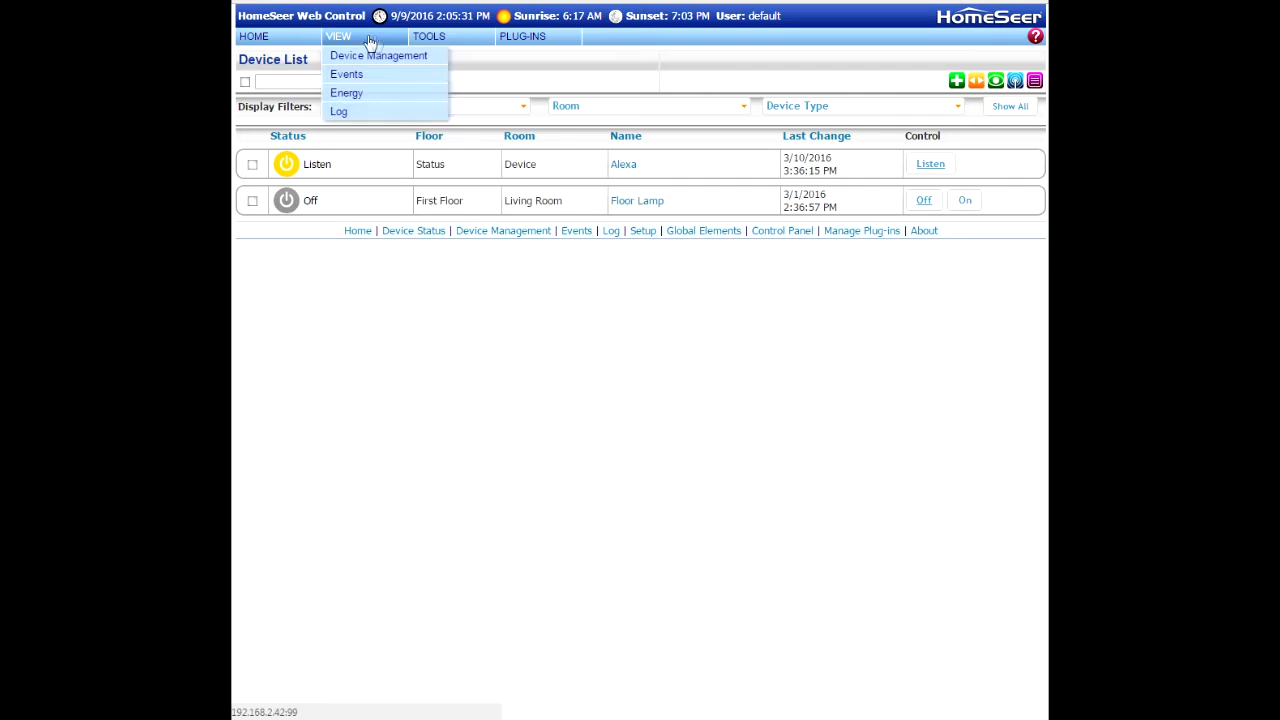 HomeSeer Web Control 9/9/2016 2:05:31 PM Sunrise: 6:17 AM Sunset: 7:03 PM User: default HomeSeer
HOME VIEW TOOLS PLUG-INS ?
Device List
Device Management
Events
Energy
Log
Display Filters: Room Device Type Show All
Status Floor Room Name Last Change Control
Listen Status Device Alexa 3/10/2016 3:36:15 PM Listen
Off First Floor Living Room Floor Lamp 3/1/2016 2:36:57 PM Off On
Home | Device Status | Device Management | Events | Log | Setup | Global Elements | Control Panel | Manage Plug-ins | About
192.168.2.42:99